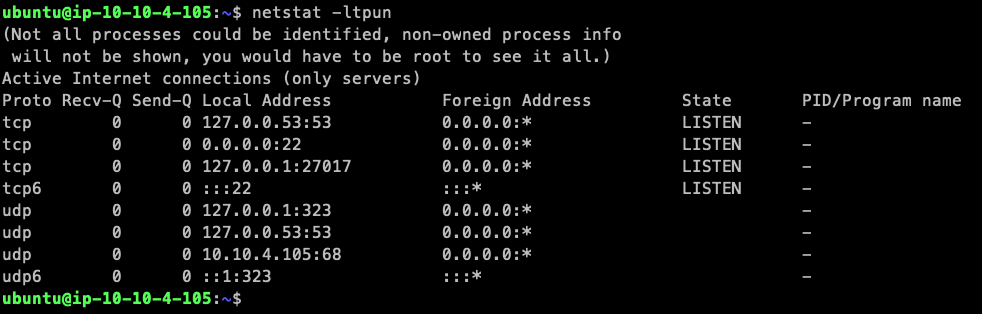 ubuntu@ip-10-10-4-105:~$ netstat -ltpun
(Not all processes could be identified, non-owned process info
 will not be shown, you would have to be root to see it all.)
Active Internet connections (only servers)
Proto Recv-Q Send-Q Local Address           Foreign Address         State       PID/Program name
tcp        0      0 127.0.0.53:53           0.0.0.0:*               LISTEN      -
tcp        0      0 0.0.0.0:22              0.0.0.0:*               LISTEN      -
tcp        0      0 127.0.0.1:27017         0.0.0.0:*               LISTEN      -
tcp6       0      0 :::22                   :::*                    LISTEN      -
udp        0      0 127.0.0.1:323           0.0.0.0:*                           -
udp        0      0 127.0.0.53:53           0.0.0.0:*                           -
udp        0      0 10.10.4.105:68          0.0.0.0:*                           -
udp6       0      0 ::1:323                 :::*                                -
ubuntu@ip-10-10-4-105:~$